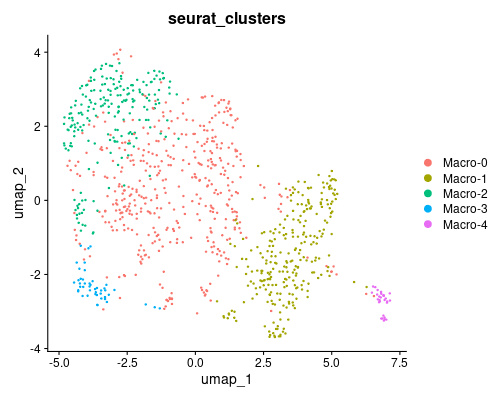 seurat_clusters
umap_2
4
2
0
-2
-4
-5.0 -2.5 0.0 2.5 5.0 7.5
umap_1
Macro-0
Macro-1
Macro-2
Macro-3
Macro-4